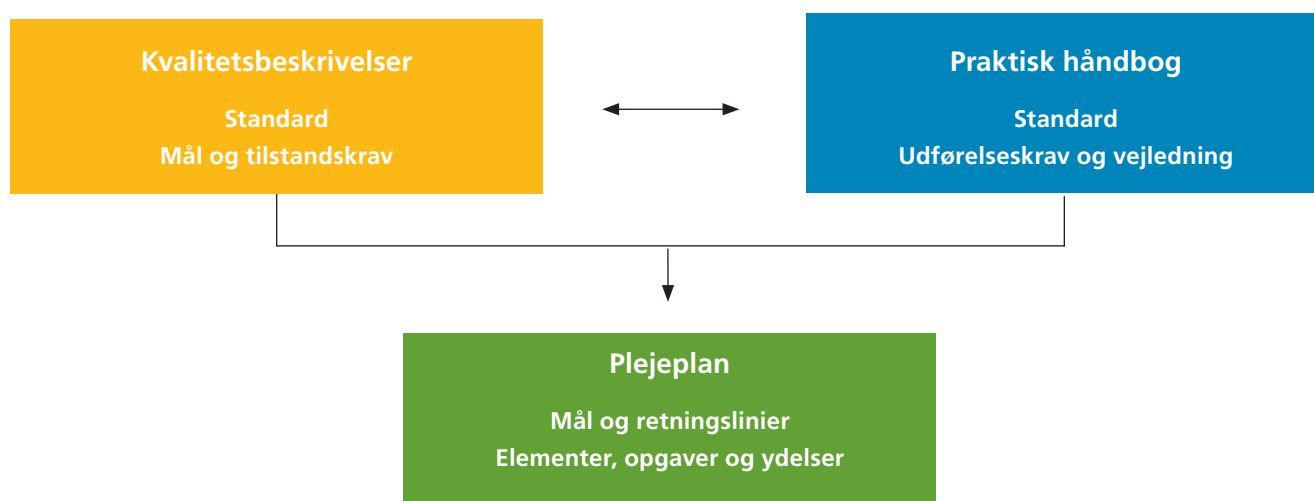 Kvalitetsbeskrivelser
Standard
Mål og tilstandskrav
Praktisk håndbog
Standard
Udførelseskrav og vejledning
Plejeplan
Mål og retningslinier
Elementer, opgaver og ydelser